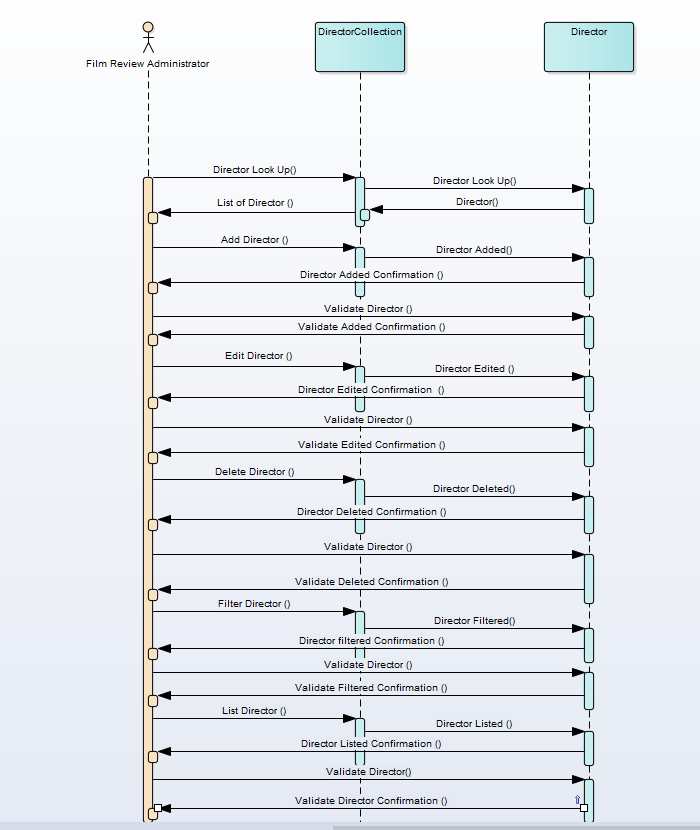 DirectorCollection
Director
Film Review Administrator
Director Look Up()
Director Look Up()
List of Director ()
Director()
Add Director ()
Director Added()
Director Added Confirmation ()
Validate Director ()
Validate Added Confirmation ()
Edit Director ()
Director Edited ()
Director Edited Confirmation ()
Validate Director ()
Validate Edited Confirmation ()
Delete Director ()
Director Deleted()
Director Deleted Confirmation ()
Validate Director ()
Validate Deleted Confirmation ()
Filter Director ()
Director Filtered()
Director filtered Confirmation ()
Validate Director ()
Validate Filtered Confirmation ()
List Director ()
Director Listed ()
Director Listed Confirmation ()
Validate Director()
Validate Director Confirmation ()